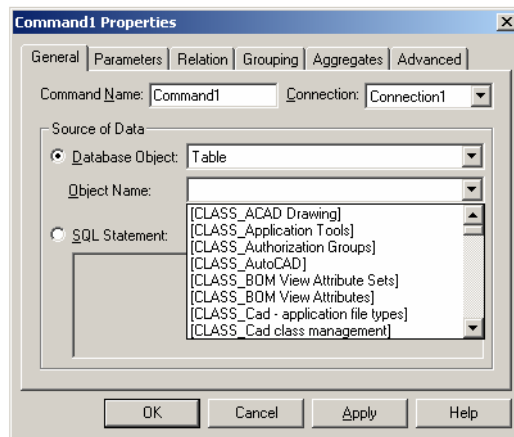 Command1 Properties
General Parameters Relation Grouping Aggregates Advanced
Command Name: Command1 Connection: Connection1
Source of Data
Database Object: Table
Object Name:
[CLASS_ACAD Drawing]
[CLASS_Application Tools]
SQL Statement:
[CLASS_Authorization Groups]
[CLASS_AutoCAD]
[CLASS_BOM View Attribute Sets]
[CLASS_BOM View Attributes]
[CLASS_Cad - application file types]
[CLASS_Cad class management]
OK Cancel Apply Help